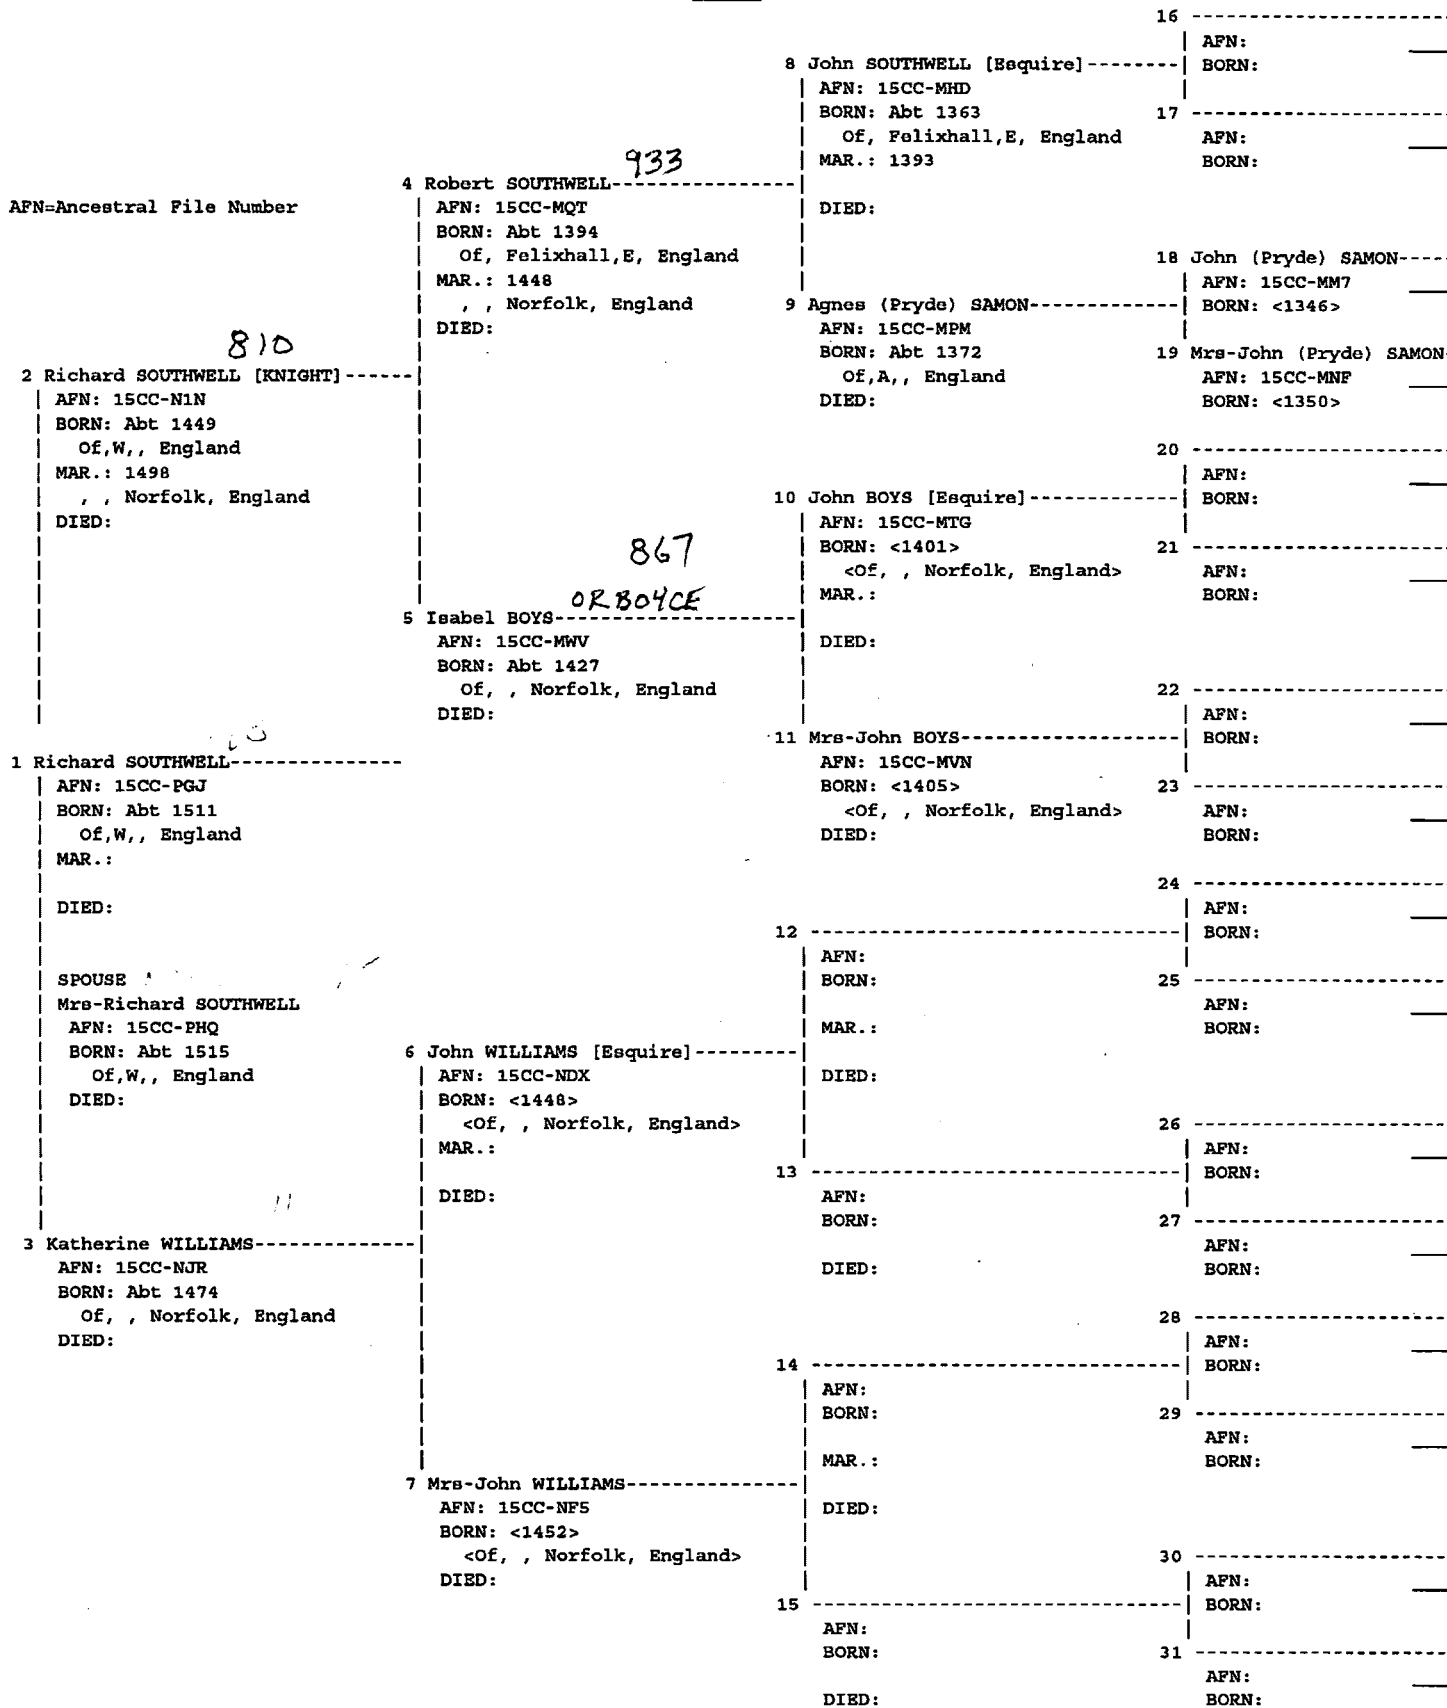 16
AFN:
8 John SOUTHWELL [Esquire] BORN:
AFN: 15CC-MHD
BORN: Abt 1363 17
Of, Felixhall,E, England AFN:
933 MAR.: 1393 BORN:
4 Robert SOUTHWELL
AFN=Ancestral File Number AFN: 15CC-MQT DIED:
BORN: Abt 1394
Of, Felixhall,E, England 18 John (Pryde) SAMON
MAR.: 1448 AFN: 15CC-MM7
, , Norfolk, England 9 Agnes (Pryde) SAMON BORN: <1346>
DIED: AFN: 15CC-MPM
810 BORN: Abt 1372 19 Mrs-John (Pryde) SAMON
2 Richard SOUTHWELL [KNIGHT] Of,A,, England AFN: 15CC-MNF
AFN: 15CC-N1N DIED: BORN: <1350>
BORN: Abt 1449
Of,W,, England 20
MAR.: 1498 AFN:
, , Norfolk, England 10 John BOYS [Esquire] BORN:
DIED: AFN: 15CC-MTG
867 BORN: <1401> 21
<Of, , Norfolk, England> AFN:
OR BOYCE MAR.: BORN:
5 Isabel BOYS
AFN: 15CC-MWV DIED:
BORN: Abt 1427
Of, , Norfolk, England 22
DIED: AFN:
11 Mrs-John BOYS BORN:
1 Richard SOUTHWELL AFN: 15CC-MVN
AFN: 15CC-PGJ BORN: <1405> 23
BORN: Abt 1511 <Of, , Norfolk, England> AFN:
Of,W,, England DIED: BORN:
MAR.:
24
DIED: AFN:
12 BORN:
AFN:
SPOUSE BORN: 25
Mrs-Richard SOUTHWELL AFN:
AFN: 15CC-PHQ MAR.: BORN:
BORN: Abt 1515 6 John WILLIAMS [Esquire]
Of,W,, England AFN: 15CC-NDX DIED:
DIED: BORN: <1448>
<Of, , Norfolk, England> 26
MAR.: AFN:
13 BORN:
DIED: AFN:
BORN: 27
3 Katherine WILLIAMS AFN:
AFN: 15CC-NJR DIED: BORN:
BORN: Abt 1474
Of, , Norfolk, England 28
DIED: AFN:
14 BORN:
AFN:
BORN: 29
AFN:
MAR.: BORN:
7 Mrs-John WILLIAMS
AFN: 15CC-NF5 DIED:
BORN: <1452>
<Of, , Norfolk, England> 30
DIED: AFN:
15 BORN:
AFN:
BORN: 31
AFN:
DIED: BORN: